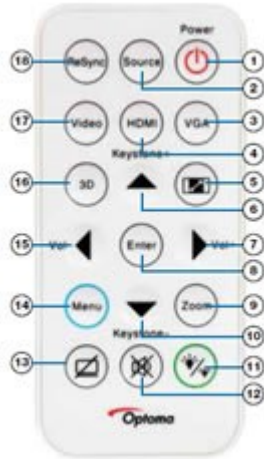 Power
18 ReSync Source 1
2
17 Video HDMI VGA 3
Keystone+ 4
16 3D 5
6
15 Vol- Enter Vol+ 7
8
14 Menu Zoom 9
10
Keystone-
13 11
12
Optoma